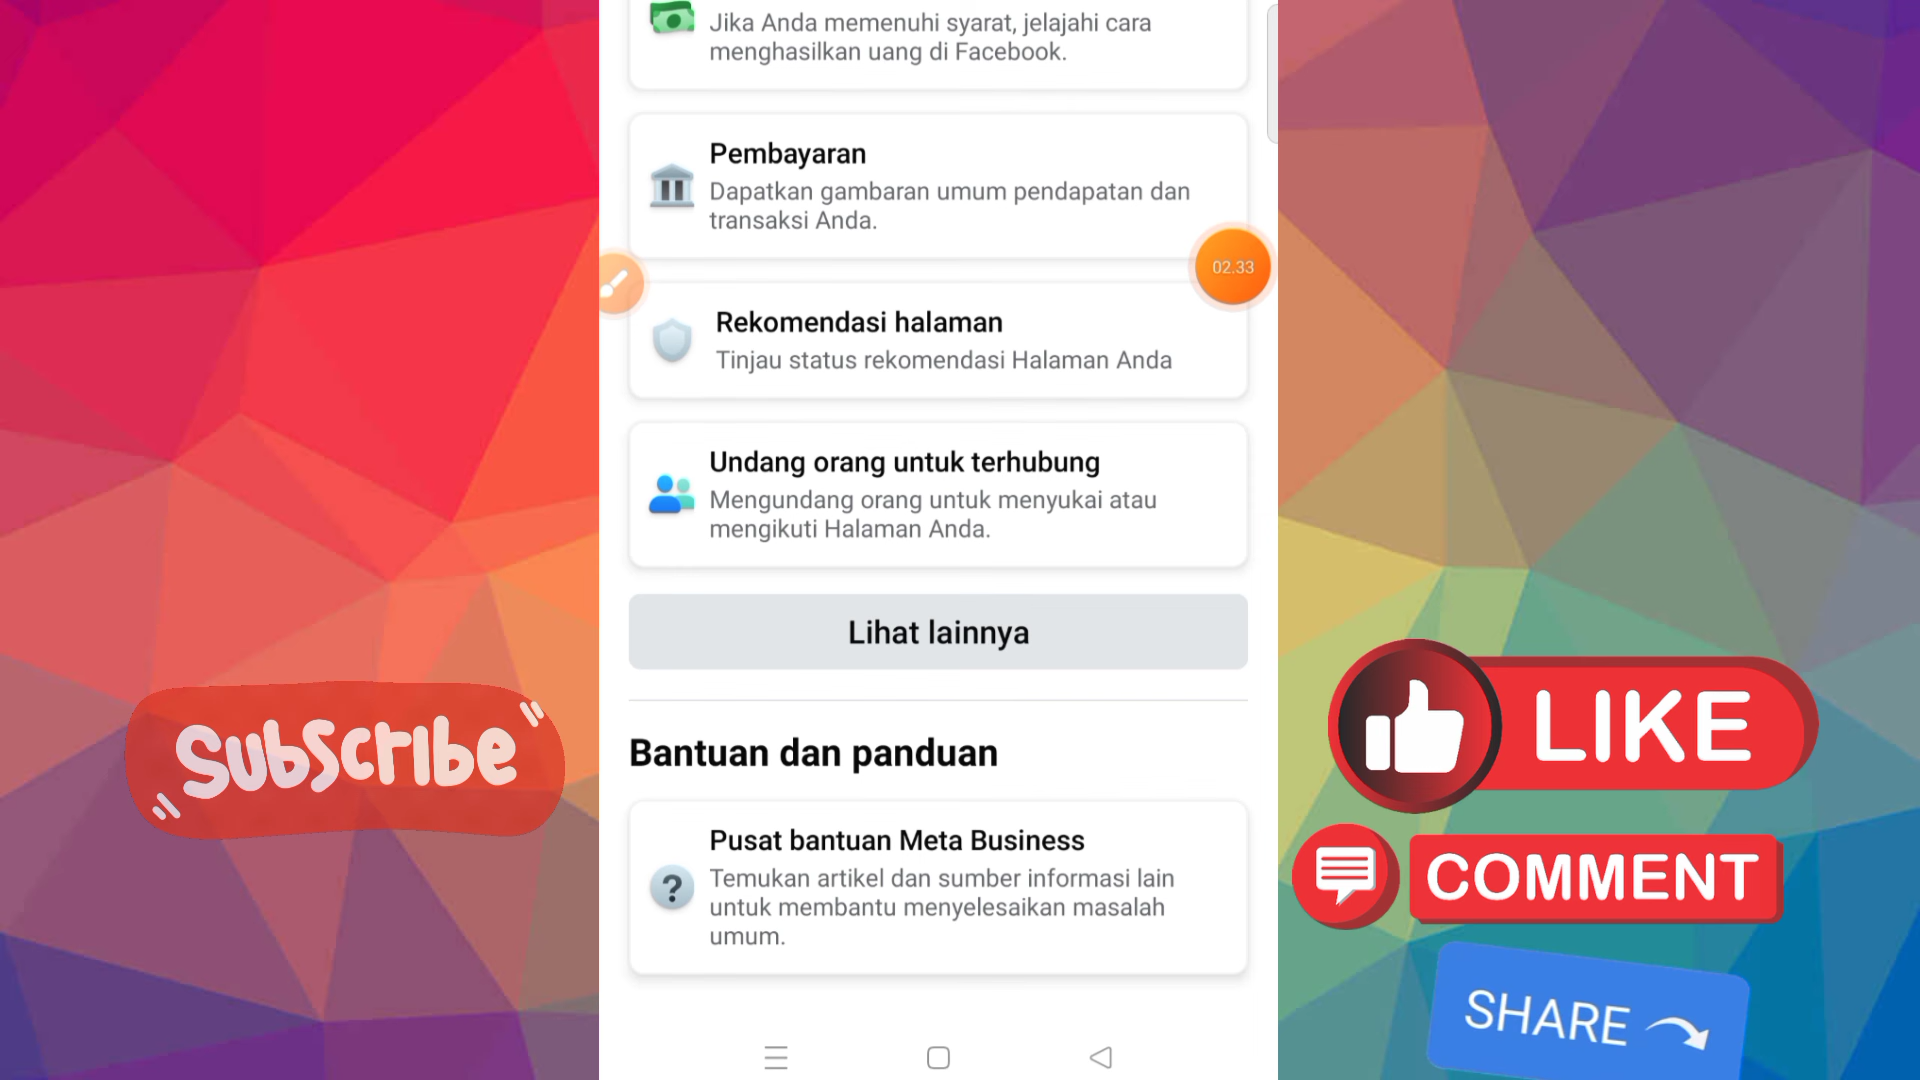 Jika Anda memenuhi syarat, jelajahi cara
menghasilkan uang di Facebook.
Pembayaran
Dapatkan gambaran umum pendapatan dan
transaksi Anda.
02.33
Rekomendasi halaman
Tinjau status rekomendasi Halaman Anda
Undang orang untuk terhubung
Mengundang orang untuk menyukai atau
mengikuti Halaman Anda.
Lihat lainnya
Bantuan dan panduan
Pusat bantuan Meta Business
Temukan artikel dan sumber informasi lain
untuk membantu menyelesaikan masalah
umum.
Subscribe
LIKE
COMMENT
SHARE